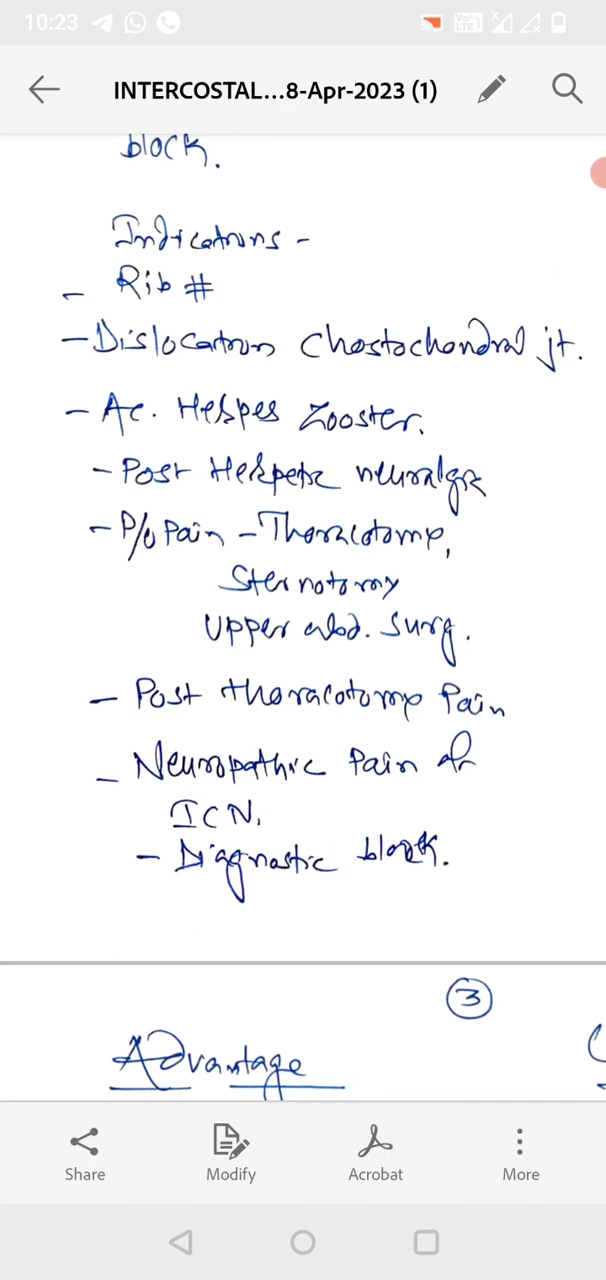 10:23
INTERCOSTAL...8-Apr-2023 (1)
block.
Indications -
- Rib #
- Dislocation Chostochondral jt.
- Ac. Herpes Zooster.
- Post Herpetic neuralgia
- P/o Pain - Thoracotomy,
Sternotomy
Upper abd. Surg.
- Post thoracotomy Pain
- Neuropathic Pain of
ICN.
- Diagnostic block.
3
Advantage
Share
Modify
Acrobat
More